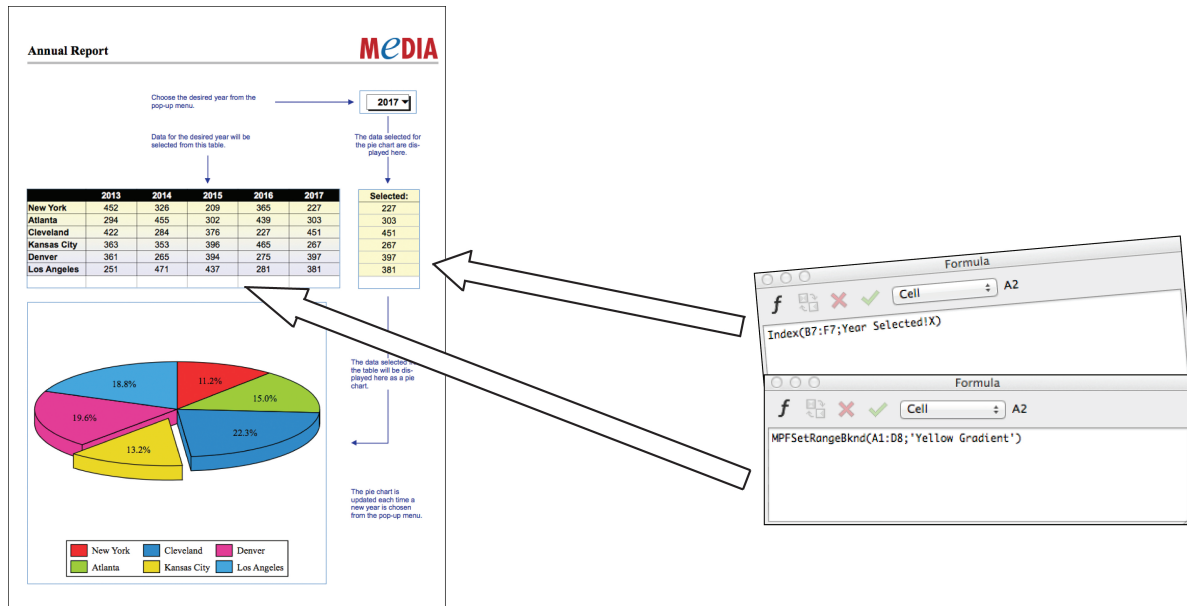 Annual Report
MeDIA
Choose the desired year from the
pop-up menu.
2017
Data for the desired year will be
selected from this table.
The data selected for
the pie chart are dis-
played here.
2013 2014 2015 2016 2017
New York 452 326 209 365 227
Atlanta 294 455 302 439 303
Cleveland 422 284 376 227 451
Kansas City 363 353 396 465 267
Denver 361 265 394 275 397
Los Angeles 251 471 437 281 381
Selected:
227
303
451
267
397
381
Formula
f Cell A2
Index(B7:F7;Year Selected!X)
Formula
f Cell A2
MPFSetRangeBknd(A1:D8;'Yellow Gradient')
The data selected
the table will be dis-
played here as a pie
chart.
18.8%
11.2%
15.0%
19.6%
22.3%
13.2%
The pie chart is
updated each time a
new year is chosen
from the pop-up menu.
New York Cleveland Denver
Atlanta Kansas City Los Angeles